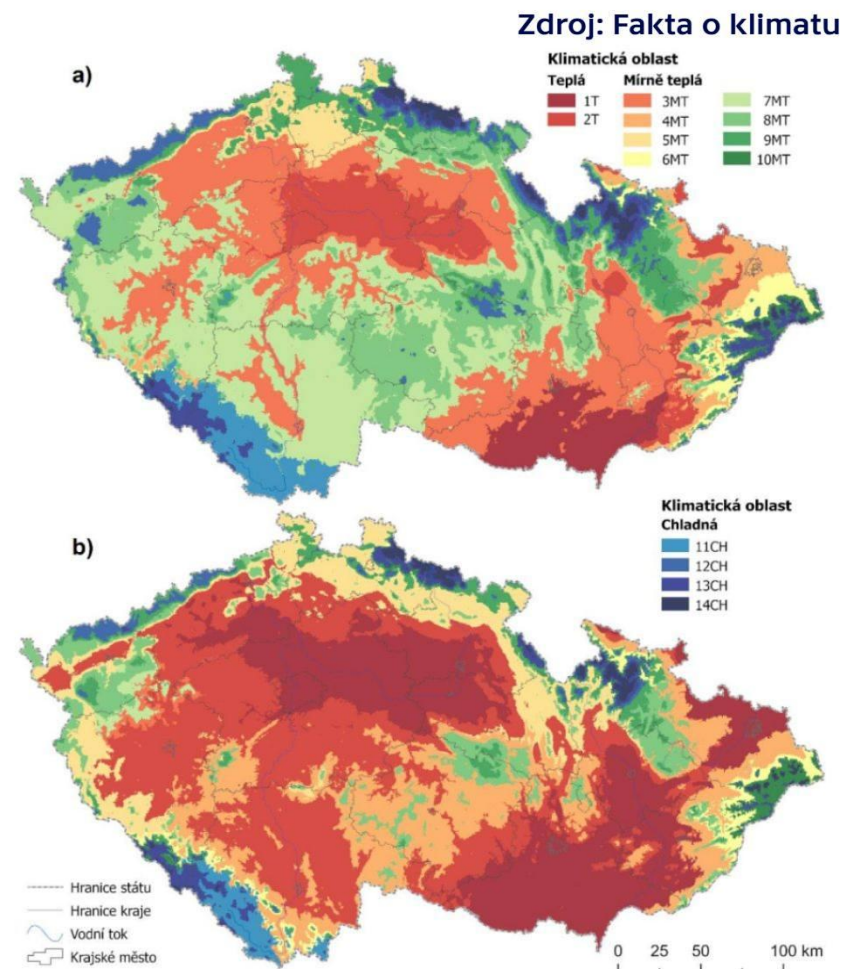 Zdroj: Fakta o klimatu
a)
Klimatická oblast
Teplá
1T
2T
Mírně teplá
3MT
4MT
5MT
6MT
7MT
8MT
9MT
10MT
Klimatická oblast
Chladná
11CH
12CH
13CH
14CH
b)
Hranice státu
Hranice kraje
Vodní tok
Krajské město
0 25 50 100 km